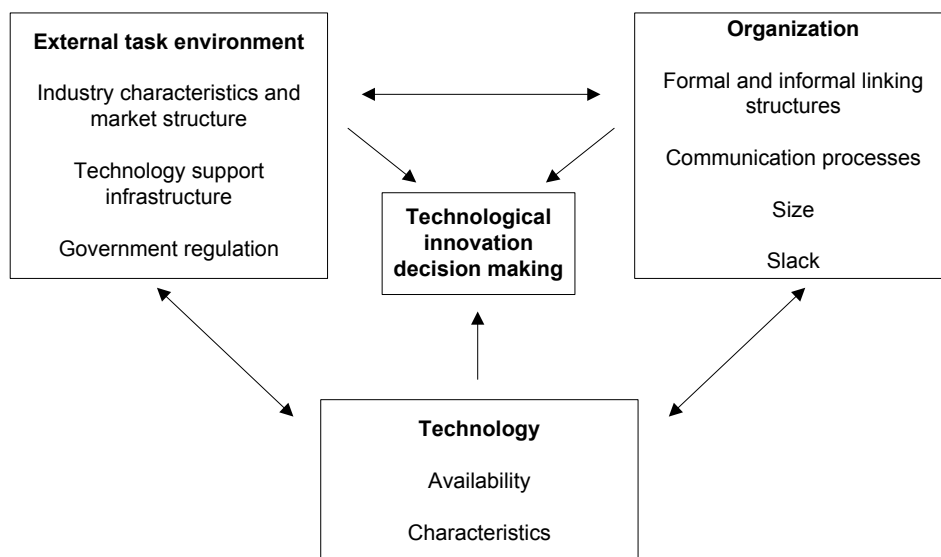 External task environment
Industry characteristics and
market structure
Technology support
infrastructure
Government regulation
Organization
Formal and informal linking
structures
Communication processes
Size
Slack
Technological
innovation
decision making
Technology
Availability
Characteristics